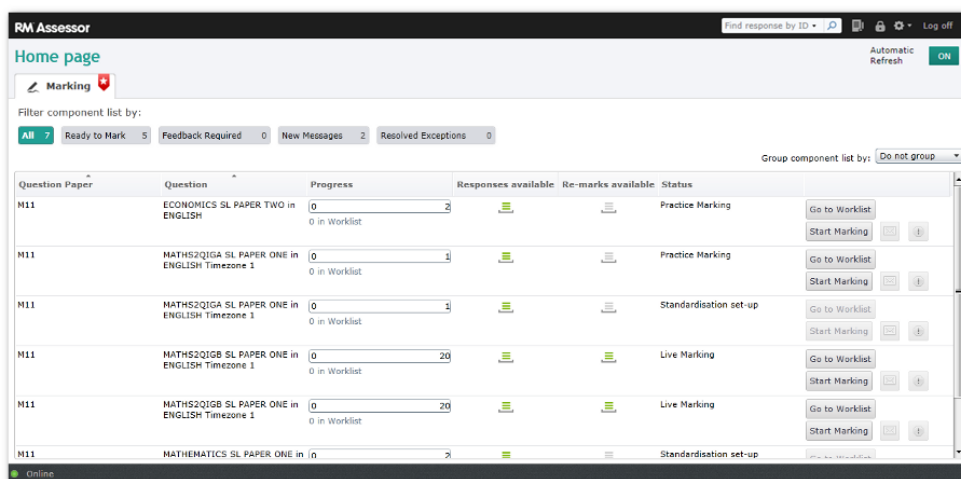 RM Assessor
Find response by ID
Log off
Home page
Automatic
Refresh
ON
Marking
Filter component list by:
All 7 Ready to Mark 5 Feedback Required 0 New Messages 2 Resolved Exceptions 0
Group component list by: Do not group
Question Paper Question Progress Responses available Re-marks available Status
M11 ECONOMICS SL PAPER TWO in 0 2 Practice Marking Go to Worklist
ENGLISH 0 in Worklist Start Marking
M11 MATHS2QIGA SL PAPER ONE in 0 1 Practice Marking Go to Worklist
ENGLISH Timezone 1 0 in Worklist Start Marking
M11 MATHS2QIGA SL PAPER ONE in 0 1 Standardisation set-up Go to Worklist
ENGLISH Timezone 1 0 in Worklist Start Marking
M11 MATHS2QIGB SL PAPER ONE in 0 20 Live Marking Go to Worklist
ENGLISH Timezone 1 0 in Worklist Start Marking
M11 MATHS2QIGB SL PAPER ONE in 0 20 Live Marking Go to Worklist
ENGLISH Timezone 1 0 in Worklist Start Marking
M11 MATHEMATICS SL PAPER ONE in 0 2 Standardisation set-up
Online